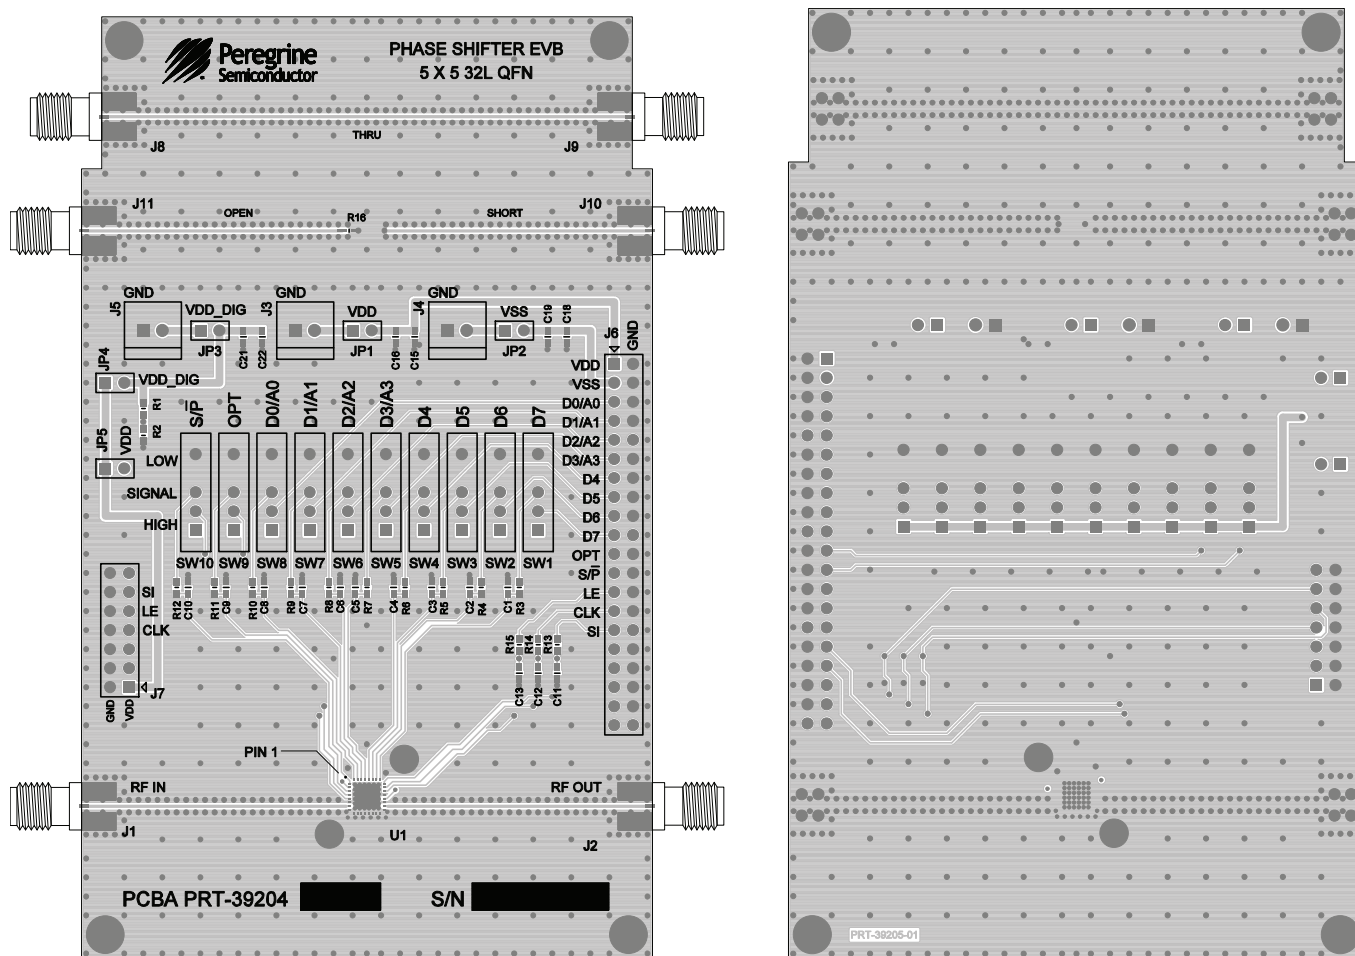 Peregrine
Semiconductor
PHASE SHIFTER EVB
5 X 5 32L QFN
J8
THRU
J9
J11
OPEN
R16
SHORT
J10
J5
GND
VDD_DIG
JP3
C21
C22
J3
GND
VDD
JP1
C16
C15
J4
GND
VSS
JP2
C19
C18
J6
GND
JP4
VDD_DIG
R1
R2
JP5
VDD
S/P̅
OPT
D0/A0
D1/A1
D2/A2
D3/A3
D4
D5
D6
D7
LOW
SIGNAL
HIGH
SW10
SW9
SW8
SW7
SW6
SW5
SW4
SW3
SW2
SW1
VDD
VSS
D0/A0
D1/A1
D2/A2
D3/A3
D4
D5
D6
D7
OPT
S/P̅
LE
CLK
SI
R12
C10
R11
C9
R10
C8
R9
C7
R8
C6
C5
R7
C4
R6
C3
R5
C2
R4
C1
R3
R15
R14
R13
C13
C12
C11
SI
LE
CLK
J7
GND
VDD
PIN 1
RF IN
RF OUT
J1
U1
J2
PCBA PRT-39204
S/N
PRT-39205-01